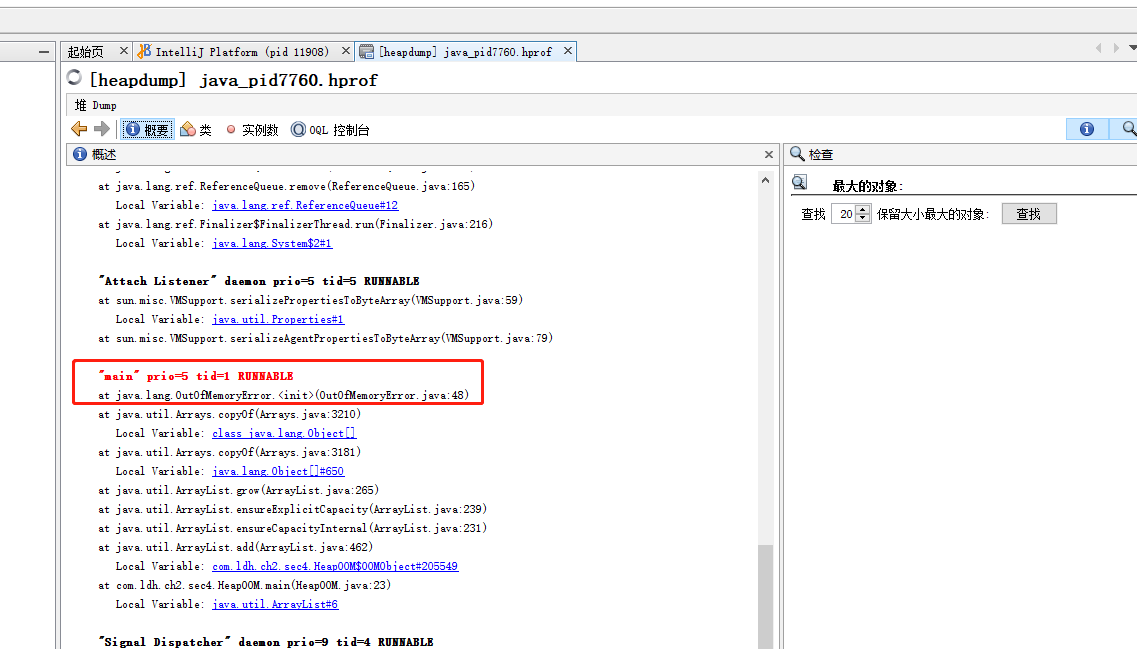 起始页
IntelliJ Platform (pid 11908)
[heapdump] java_pid7760.hprof
[heapdump] java_pid7760.hprof
堆 Dump
概要 类 实例数 OQL 控制台
概述
at java.lang.ref.ReferenceQueue.remove(ReferenceQueue.java:165)
Local Variable: java.lang.ref.ReferenceQueue#12
at java.lang.ref.Finalizer$FinalizerThread.run(Finalizer.java:216)
Local Variable: java.lang.System$2#1
"Attach Listener" daemon prio=5 tid=5 RUNNABLE
at sun.misc.VMSupport.serializePropertiesToByteArray(VMSupport.java:59)
Local Variable: java.util.Properties#1
at sun.misc.VMSupport.serializeAgentPropertiesToByteArray(VMSupport.java:79)
"main" prio=5 tid=1 RUNNABLE
at java.lang.OutOfMemoryError.<init>(OutOfMemoryError.java:48)
at java.util.Arrays.copyOf(Arrays.java:3210)
Local Variable: class java.lang.Object[]
at java.util.Arrays.copyOf(Arrays.java:3181)
Local Variable: java.lang.Object[]#650
at java.util.ArrayList.grow(ArrayList.java:265)
at java.util.ArrayList.ensureExplicitCapacity(ArrayList.java:239)
at java.util.ArrayList.ensureCapacityInternal(ArrayList.java:231)
at java.util.ArrayList.add(ArrayList.java:462)
Local Variable: com.ldh.ch2.sec4.HeapOOM$OOMObject#205549
at com.ldh.ch2.sec4.HeapOOM.main(HeapOOM.java:23)
Local Variable: java.util.ArrayList#6
"Signal Dispatcher" daemon prio=9 tid=4 RUNNABLE
检查
最大的对象:
查找 20 保留大小最大的对象: 查找